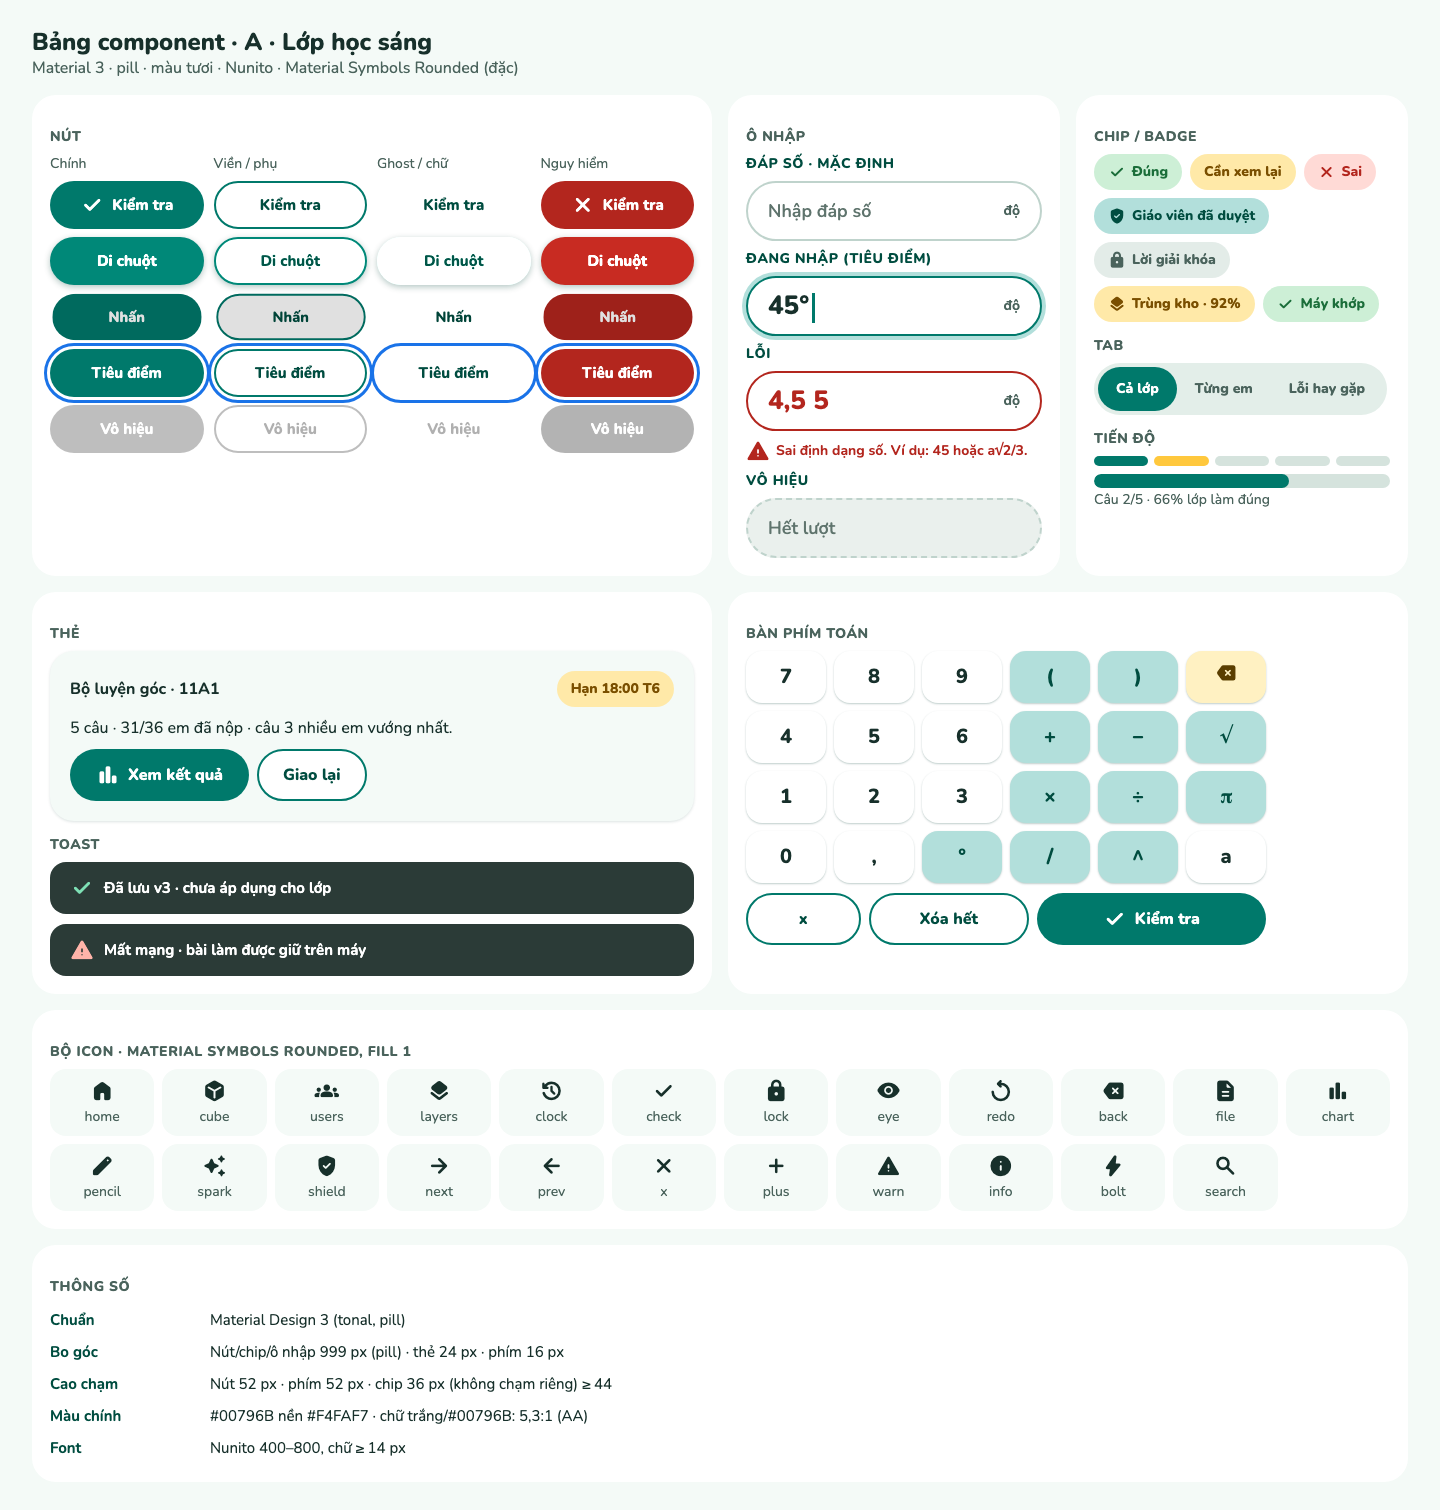 Bảng component · A · Lớp học sáng
Material 3 · pill · màu tươi · Nunito · Material Symbols Rounded (đặc)
NÚT
Chính Viền / phụ Ghost / chữ Nguy hiểm
Kiểm tra Kiểm tra Kiểm tra Kiểm tra
Di chuột Di chuột Di chuột Di chuột
Nhấn Nhấn Nhấn Nhấn
Tiêu điểm Tiêu điểm Tiêu điểm Tiêu điểm
Vô hiệu Vô hiệu Vô hiệu Vô hiệu
Ô NHẬP
ĐÁP SỐ · MẶC ĐỊNH
Nhập đáp số độ
ĐANG NHẬP (TIÊU ĐIỂM)
45° độ
LỖI
4,5 5 độ
Sai định dạng số. Ví dụ: 45 hoặc a√2/3.
VÔ HIỆU
Hết lượt
CHIP / BADGE
Đúng Cần xem lại Sai
Giáo viên đã duyệt
Lời giải khóa
Trùng kho · 92% Máy khớp
TAB
Cả lớp Từng em Lỗi hay gặp
TIẾN ĐỘ
Câu 2/5 · 66% lớp làm đúng
THẺ
Bộ luyện góc · 11A1 Hạn 18:00 T6
5 câu · 31/36 em đã nộp · câu 3 nhiều em vướng nhất.
Xem kết quả Giao lại
TOAST
Đã lưu v3 · chưa áp dụng cho lớp
Mất mạng · bài làm được giữ trên máy
BÀN PHÍM TOÁN
7 8 9 ( )
4 5 6 + − √
1 2 3 × ÷ π
0 , ° / ^ a
x Xóa hết Kiểm tra
BỘ ICON · MATERIAL SYMBOLS ROUNDED, FILL 1
home cube users layers clock check lock eye redo back file chart
pencil spark shield next prev x plus warn info bolt search
THÔNG SỐ
Chuẩn Material Design 3 (tonal, pill)
Bo góc Nút/chip/ô nhập 999 px (pill) · thẻ 24 px · phím 16 px
Cao chạm Nút 52 px · phím 52 px · chip 36 px (không chạm riêng) ≥ 44
Màu chính #00796B nền #F4FAF7 · chữ trắng/#00796B: 5,3:1 (AA)
Font Nunito 400–800, chữ ≥ 14 px